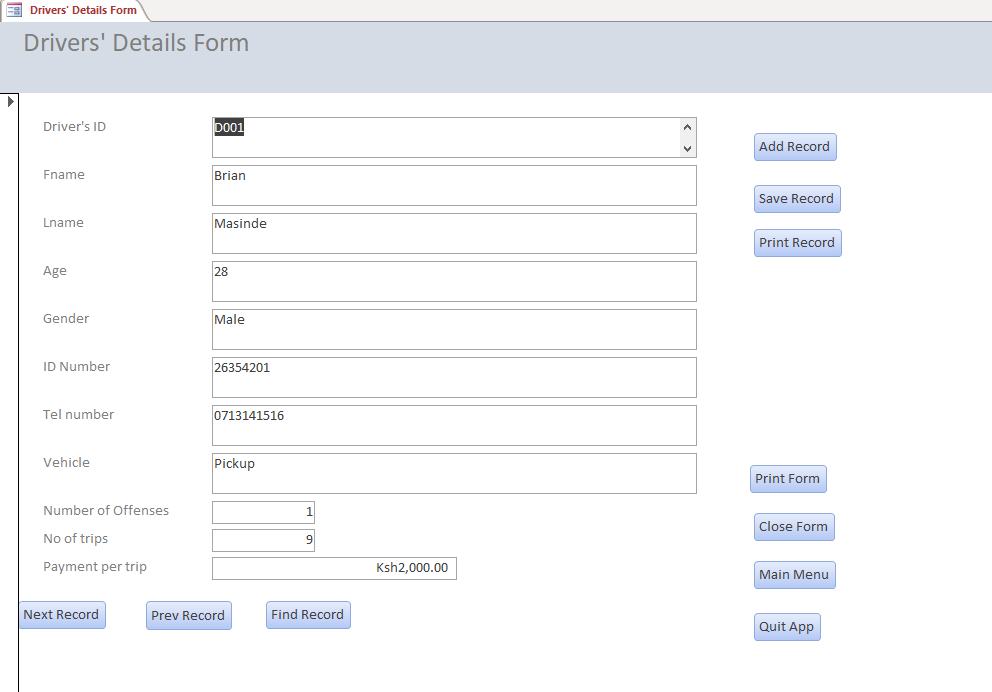 Drivers' Details Form
Drivers' Details Form
Driver's ID D001
Add Record
Fname Brian
Save Record
Lname Masinde
Print Record
Age 28
Gender Male
ID Number 26354201
Tel number 0713141516
Vehicle Pickup
Print Form
Number of Offenses 1
Close Form
No of trips 9
Payment per trip Ksh2,000.00
Main Menu
Next Record Prev Record Find Record
Quit App